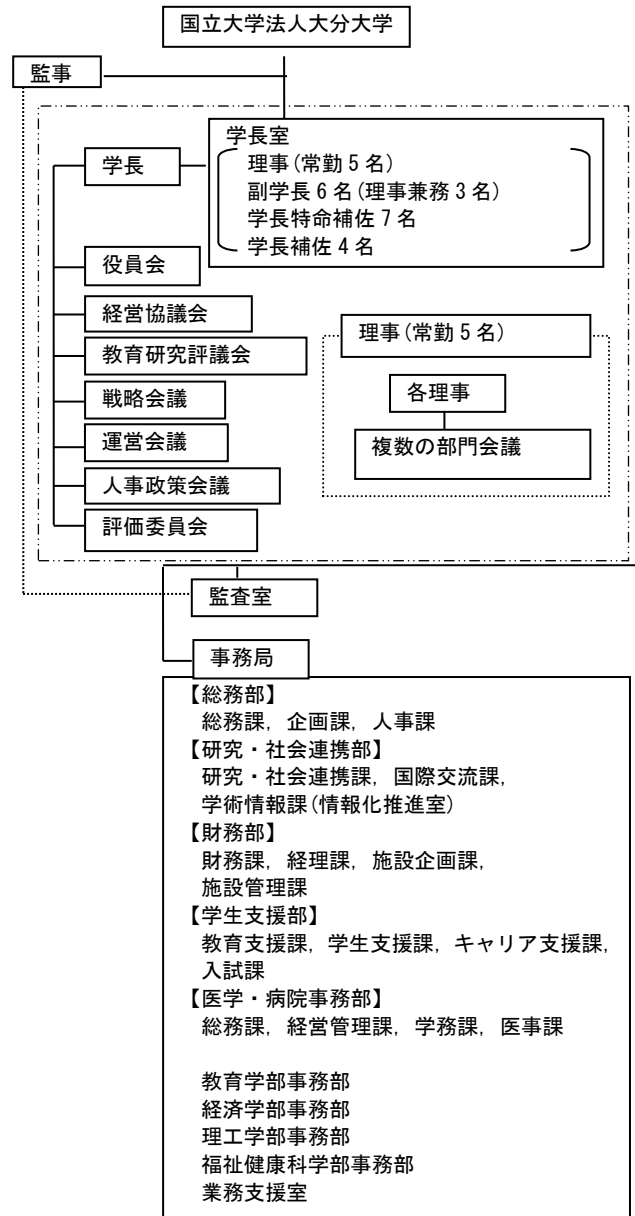 国立大学法人大分大学
監事
学長
学長室
理事(常勤5名)
副学長6名(理事兼務3名)
学長特命補佐7名
学長補佐4名
役員会
経営協議会
教育研究評議会
戦略会議
運営会議
人事政策会議
評価委員会
理事(常勤5名)
各理事
複数の部門会議
監査室
事務局
【総務部】
総務課, 企画課, 人事課
【研究・社会連携部】
研究・社会連携課, 国際交流課,
学術情報課(情報化推進室)
【財務部】
財務課, 経理課, 施設企画課,
施設管理課
【学生支援部】
教育支援課, 学生支援課, キャリア支援課,
入試課
【医学・病院事務部】
総務課, 経営管理課, 学務課, 医事課
教育学部事務部
経済学部事務部
理工学部事務部
福祉健康科学部事務部
業務支援室